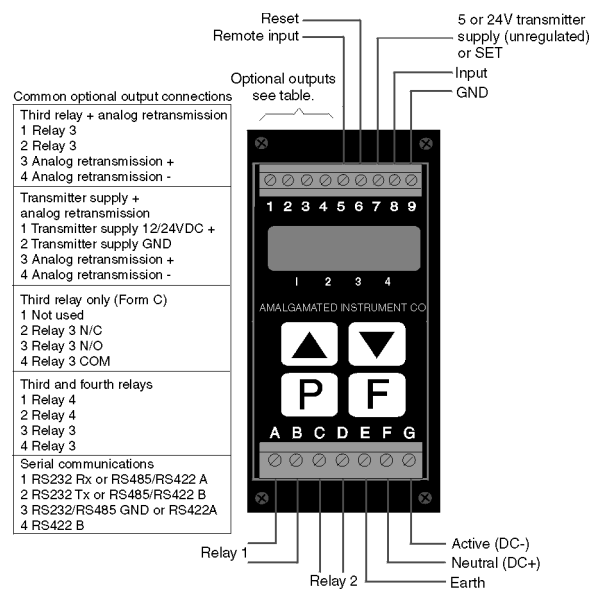 Reset
Remote input
5 or 24V transmitter
supply (unregulated)
or SET
Input
GND
Optional outputs
see table.
Common optional output connections
Third relay + analog retransmission
1 Relay 3
2 Relay 3
3 Analog retransmission +
4 Analog retransmission -
Transmitter supply +
analog retransmission
1 Transmitter supply 12/24VDC +
2 Transmitter supply GND
3 Analog retransmission +
4 Analog retransmission -
Third relay only (Form C)
1 Not used
2 Relay 3 N/C
3 Relay 3 N/O
4 Relay 3 COM
Third and fourth relays
1 Relay 4
2 Relay 4
3 Relay 3
4 Relay 3
Serial communications
1 RS232 Rx or RS485/RS422 A
2 RS232 Tx or RS485/RS422 B
3 RS232/RS485 GND or RS422A
4 RS422 B
1 2 3 4 5 6 7 8 9
1 2 3 4
AMALGAMATED INSTRUMENT CO
P F
A B C D E F G
Relay 1
Relay 2
Active (DC-)
Neutral (DC+)
Earth